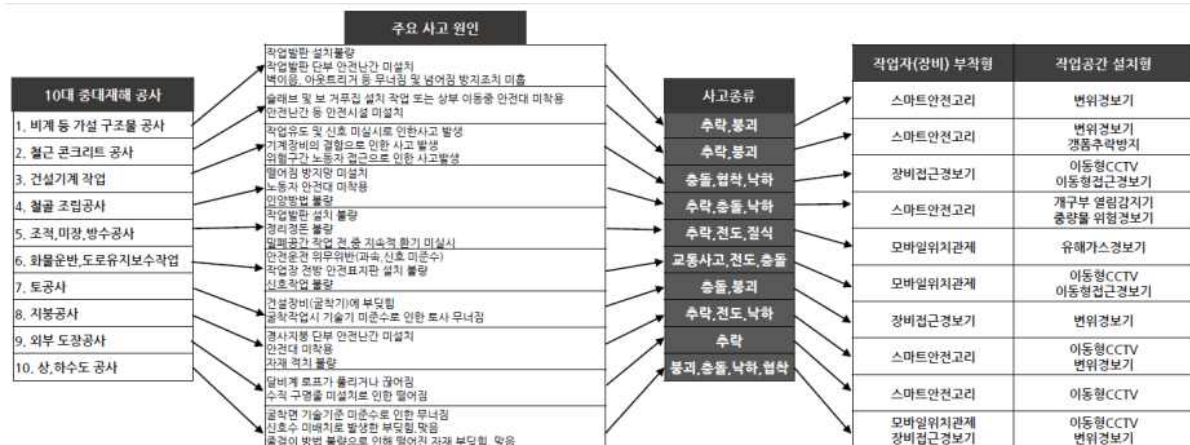 주요 사고 원인
10대 중대재해 공사
1. 비계 등 가설 구조물 공사
2. 철근 콘크리트 공사
3. 건설기계 작업
4. 철골 조립공사
5. 조적,미장,방수공사
6. 화물운반,도로유지보수작업
7. 토공사
8. 지붕공사
9. 외부 도장공사
10. 상,하수도 공사
작업발판 설치불량
작업발판 단부 안전난간 미설치
벽이음, 아웃트리거 등 무너짐 및 넘어짐 방지조치 미흡
슬래브 및 보 거푸집 설치 작업 또는 상부 이동중 안전대 미착용
안전난간 등 안전시설 미설치
작업유도 및 신호 미실시로 인한사고 발생
기계장비의 결함으로 인한 사고 발생
위험구간 노동자 접근으로 인한 사고발생
떨어짐 방지망 미설치
노동자 안전대 미착용
인양방법 불량
작업발판 설치 불량
정리정돈 불량
밀폐공간 작업 전,중 지속적 환기 미실시
안전운전 위무위반(과속,신호 미준수)
작업장 전방 안전표지판 설치 불량
신호작업 불량
건설장비(굴착기)에 부딪힘
굴착작업시 기술기 미준수로 인한 토사 무너짐
경사지붕 단부 안전난간 미설치
안전대 미착용
자재 적치 불량
달비계 로프가 풀리거나 끊어짐
수직 구명줄 미설치로 인한 떨어짐
굴착면 기술기준 미준수로 인한 무너짐
신호수 미배치로 발생한 부딪힘,맞음
줄걸이 방법 불량으로 인해 떨어진 자재 부딪힘, 맞음
사고종류
추락,붕괴
추락,붕괴
충돌,협착,낙하
추락,충돌,낙하
추락,전도,질식
교통사고,전도,충돌
충돌,붕괴
추락,전도,낙하
추락
붕괴,충돌,낙하,협착
작업자(장비) 부착형
작업공간 설치형
스마트안전고리
변위경보기
스마트안전고리
변위경보기
갱폼추락방지
장비접근경보기
이동형CCTV
이동형접근경보기
스마트안전고리
개구부 열림감지기
중량물 위험경보기
모바일위치관제
유해가스경보기
모바일위치관제
이동형CCTV
이동형접근경보기
장비접근경보기
변위경보기
스마트안전고리
이동형CCTV
변위경보기
스마트안전고리
이동형CCTV
모바일위치관제
장비접근경보기
이동형CCTV
변위경보기